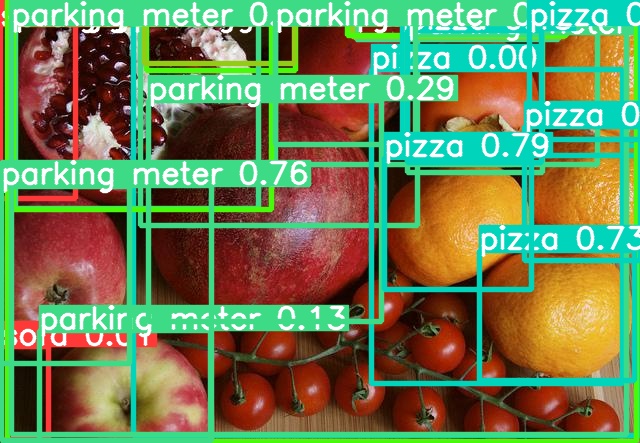 parking meter 0.
parking meter 0
pizza 0
pizza 0.00
parking meter 0.29
pizza 0
pizza 0.79
parking meter 0.76
pizza 0.73
parking meter 0.13
sofa 0.01